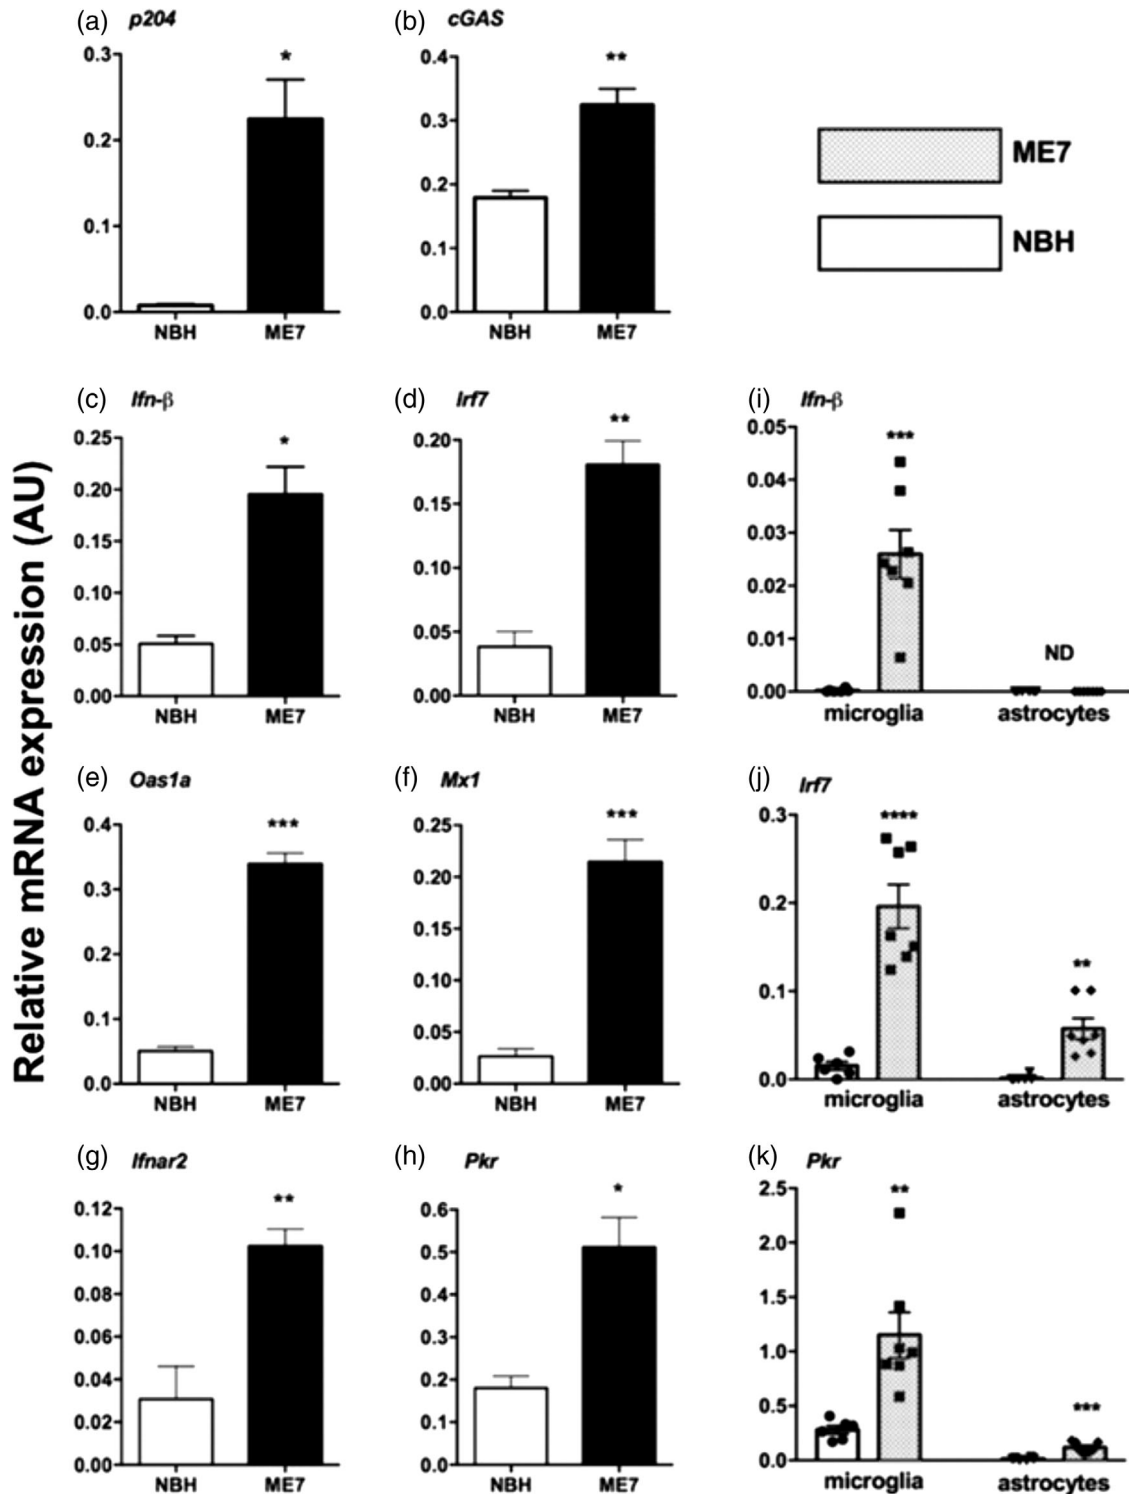 Relative mRNA expression (AU)
(a) p204
*
0.3
0.2
0.1
0.0
NBH ME7
(b) cGAS
**
0.4
0.3
0.2
0.1
0.0
NBH ME7
ME7
NBH
(c) Ifn-β
*
0.25
0.20
0.15
0.10
0.05
0.00
NBH ME7
(d) Irf7
**
0.20
0.15
0.10
0.05
0.00
NBH ME7
(i) Ifn-β
***
0.05
0.04
0.03
0.02
0.01
0.00
ND
microglia astrocytes
(e) Oas1a
***
0.4
0.3
0.2
0.1
0.0
NBH ME7
(f) Mx1
***
0.25
0.20
0.15
0.10
0.05
0.00
NBH ME7
(j) Irf7
****
0.3
0.2
0.1
0.0
**
microglia astrocytes
(g) Ifnar2
**
0.12
0.10
0.08
0.06
0.04
0.02
0.00
NBH ME7
(h) Pkr
*
0.6
0.5
0.4
0.3
0.2
0.1
0.0
NBH ME7
(k) Pkr
**
2.5
2.0
1.5
1.0
0.5
0.0
***
microglia astrocytes